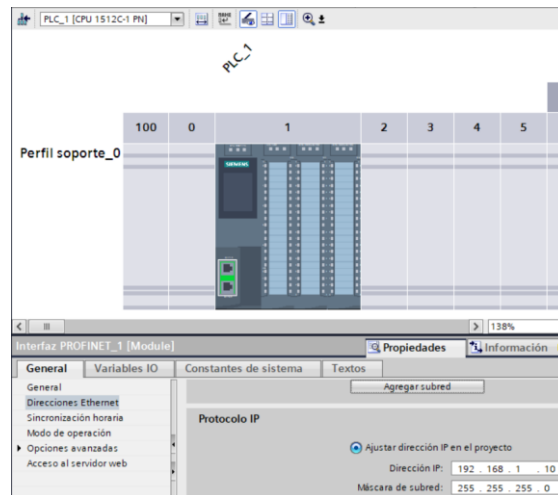 PLC_1 [CPU 1512C-1 PN]
PLC_1
100 0 1 2 3 4 5
Perfil soporte_0
SIEMENS
138%
Interfaz PROFINET_1 [Module]
Propiedades
Información
General
Variables IO
Constantes de sistema
Textos
General
Direcciones Ethernet
Sincronización horaria
Modo de operación
Opciones avanzadas
Acceso al servidor web
Agregar subred
Protocolo IP
Ajustar dirección IP en el proyecto
Dirección IP: 192 . 168 . 1 . 10
Máscara de subred: 255 . 255 . 255 . 0